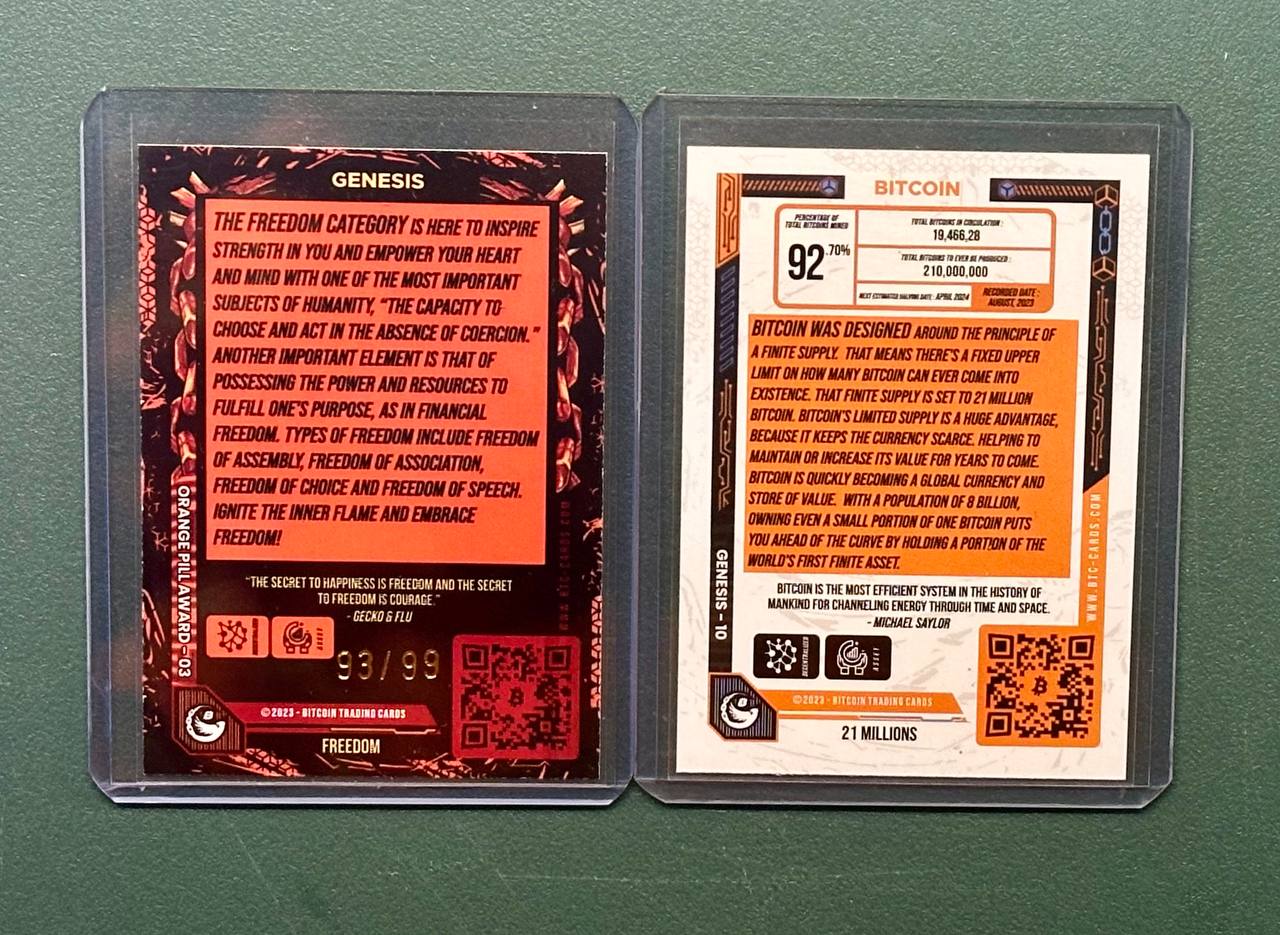 GENESIS
THE FREEDOM CATEGORY IS HERE TO INSPIRE
STRENGTH IN YOU AND EMPOWER YOUR HEART
AND MIND WITH ONE OF THE MOST IMPORTANT
SUBJECTS OF HUMANITY, “THE CAPACITY TO
CHOOSE AND ACT IN THE ABSENCE OF COERCION.”
ANOTHER IMPORTANT ELEMENT IS THAT OF
POSSESSING THE POWER AND RESOURCES TO
FULFILL ONE'S PURPOSE, AS IN FINANCIAL
FREEDOM. TYPES OF FREEDOM INCLUDE FREEDOM
OF ASSEMBLY, FREEDOM OF ASSOCIATION,
FREEDOM OF CHOICE AND FREEDOM OF SPEECH.
IGNITE THE INNER FLAME AND EMBRACE
FREEDOM!
ORANGE PILL AWARD - 03
WWW.BTC-CARDS.COM
“THE SECRET TO HAPPINESS IS FREEDOM AND THE SECRET
TO FREEDOM IS COURAGE.”
- GECKO & FLU
93/99
©2023 - BITCOIN TRADING CARDS
FREEDOM
BITCOIN
PERCENTAGE OF
TOTAL BITCOINS MINED
92.70%
TOTAL BITCOINS IN CIRCULATION :
19,466,28
TOTAL BITCOINS TO EVER BE PRODUCED :
210,000,000
NEXT ESTIMATED HALVING DATE : APRIL 2024
RECORDED DATE :
AUGUST, 2023
BITCOIN WAS DESIGNED AROUND THE PRINCIPLE OF
A FINITE SUPPLY. THAT MEANS THERE'S A FIXED UPPER
LIMIT ON HOW MANY BITCOIN CAN EVER COME INTO
EXISTENCE. THAT FINITE SUPPLY IS SET TO 21 MILLION
BITCOIN. BITCOIN'S LIMITED SUPPLY IS A HUGE ADVANTAGE,
BECAUSE IT KEEPS THE CURRENCY SCARCE. HELPING TO
MAINTAIN OR INCREASE ITS VALUE FOR YEARS TO COME.
BITCOIN IS QUICKLY BECOMING A GLOBAL CURRENCY AND
STORE OF VALUE. WITH A POPULATION OF 8 BILLION,
OWNING EVEN A SMALL PORTION OF ONE BITCOIN PUTS
YOU AHEAD OF THE CURVE BY HOLDING A PORTION OF THE
WORLD'S FIRST FINITE ASSET.
GENESIS - 10
WWW.BTC-CARDS.COM
BITCOIN IS THE MOST EFFICIENT SYSTEM IN THE HISTORY OF
MANKIND FOR CHANNELING ENERGY THROUGH TIME AND SPACE.
- MICHAEL SAYLOR
DECENTRALIZED
ASSET
©2023 - BITCOIN TRADING CARDS
21 MILLIONS